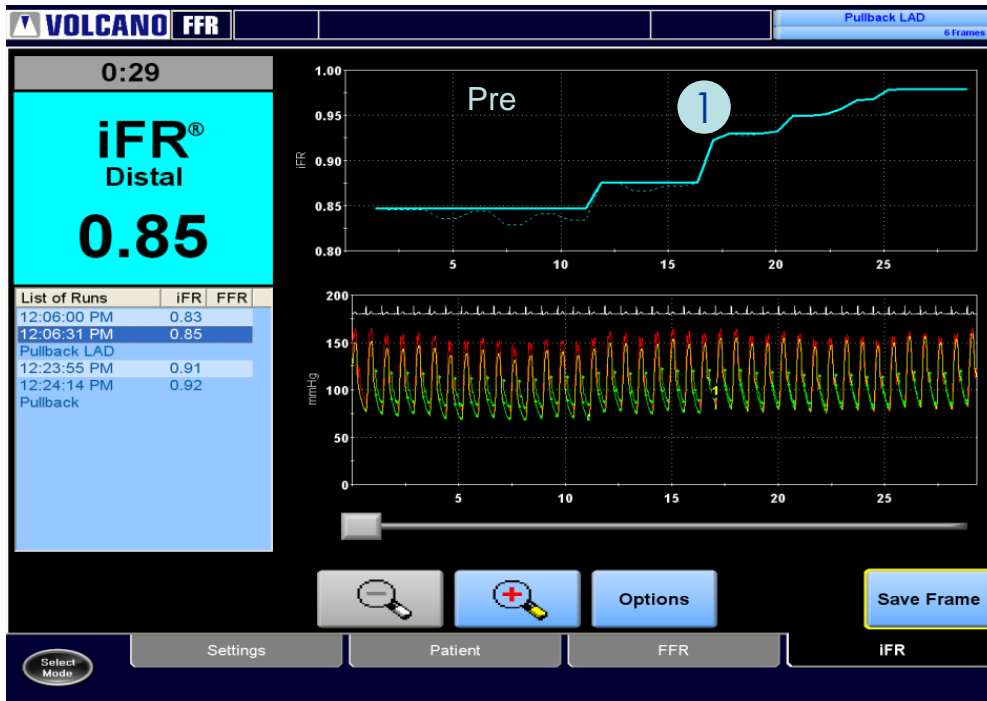 VOLCANO FFR
Pullback LAD
6 Frames
0:29
iFR®
Distal
0.85
List of Runs iFR FFR
12:06:00 PM 0.83
12:06:31 PM 0.85
Pullback LAD
12:23:55 PM 0.91
12:24:14 PM 0.92
Pullback
Pre
1
iFR
1.00
0.95
0.90
0.85
0.80
5 10 15 20 25
mmHg
200
150
100
50
0
1
5 10 15 20 25
Options
Save Frame
Select
Mode
Settings
Patient
FFR
iFR